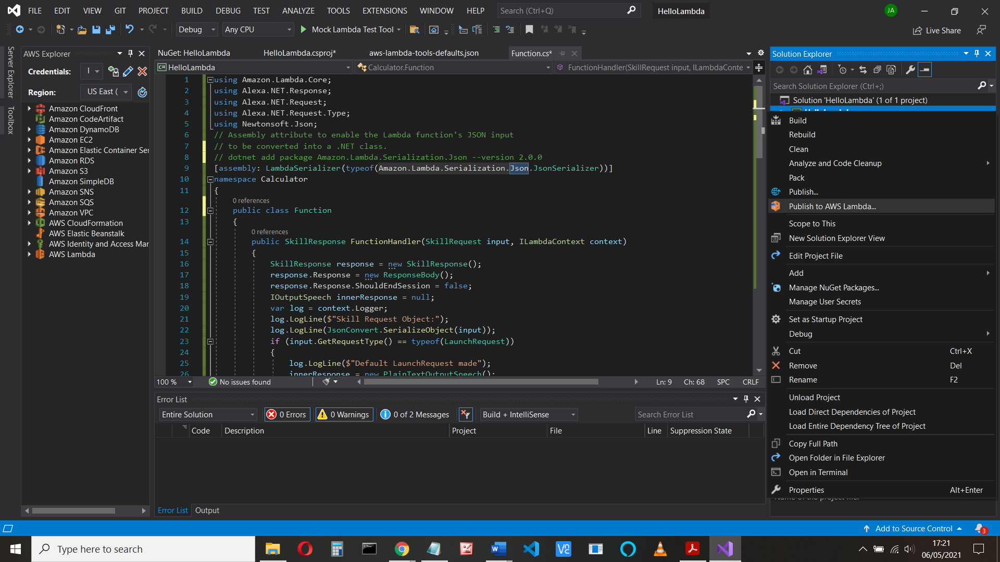 FILE EDIT VIEW GIT PROJECT BUILD DEBUG TEST ANALYZE TOOLS EXTENSIONS WINDOW HELP Search (Ctrl+Q) HelloLambda JA
Debug Any CPU Mock Lambda Test Tool Live Share
Server Explorer
Toolbox
AWS Explorer
Credentials:
Region: US East (
Amazon CloudFront
Amazon CodeArtifact
Amazon DynamoDB
Amazon EC2
Amazon Elastic Container Ser
Amazon RDS
Amazon S3
Amazon SimpleDB
Amazon SNS
Amazon SQS
Amazon VPC
AWS CloudFormation
AWS Elastic Beanstalk
AWS Identity and Access Mar
AWS Lambda
NuGet: HelloLambda HelloLambda.csproj* aws-lambda-tools-defaults.json Function.cs*
C# HelloLambda Calculator.Function FunctionHandler(SkillRequest input, ILambdaConte
1 using Amazon.Lambda.Core;
2 using Alexa.NET.Response;
3 using Alexa.NET.Request;
4 using Alexa.NET.Request.Type;
5 using Newtonsoft.Json;
6 // Assembly attribute to enable the Lambda function's JSON input
7 // to be converted into a .NET class.
8 // dotnet add package Amazon.Lambda.Serialization.Json --version 2.0.0
9 [assembly: LambdaSerializer(typeof(Amazon.Lambda.Serialization.Json.JsonSerializer))]
10 namespace Calculator
11 {
0 references
12 public class Function
13 {
0 references
14 public SkillResponse FunctionHandler(SkillRequest input, ILambdaContext context)
15 {
16 SkillResponse response = new SkillResponse();
17 response.Response = new ResponseBody();
18 response.Response.ShouldEndSession = false;
19 IOutputSpeech innerResponse = null;
20 var log = context.Logger;
21 log.LogLine($"Skill Request Object:");
22 log.LogLine(JsonConvert.SerializeObject(input));
23 if (input.GetRequestType() == typeof(LaunchRequest))
24 {
25 log.LogLine($"Default LaunchRequest made");
26 innerResponse = new PlainTextOutputSpeech();
100 % No issues found Ln: 9 Ch: 68 SPC CRLF
Error List
Entire Solution 0 Errors 0 Warnings 0 of 2 Messages Build + IntelliSense Search Error List
Code Description Project File Line Suppression State
Error List Output
Solution Explorer
Search Solution Explorer (Ctrl+;)
Solution 'HelloLambda' (1 of 1 project)
Build
Rebuild
Clean
Analyze and Code Cleanup
Pack
Publish...
Publish to AWS Lambda...
Scope to This
New Solution Explorer View
Edit Project File
Add
Manage NuGet Packages...
Manage User Secrets
Set as Startup Project
Debug
Cut Ctrl+X
Remove Del
Rename F2
Unload Project
Load Direct Dependencies of Project
Load Entire Dependency Tree of Project
Copy Full Path
Open Folder in File Explorer
Open in Terminal
Properties Alt+Enter
Name of the project file.
Add to Source Control 3
Type here to search
17:21
06/05/2021